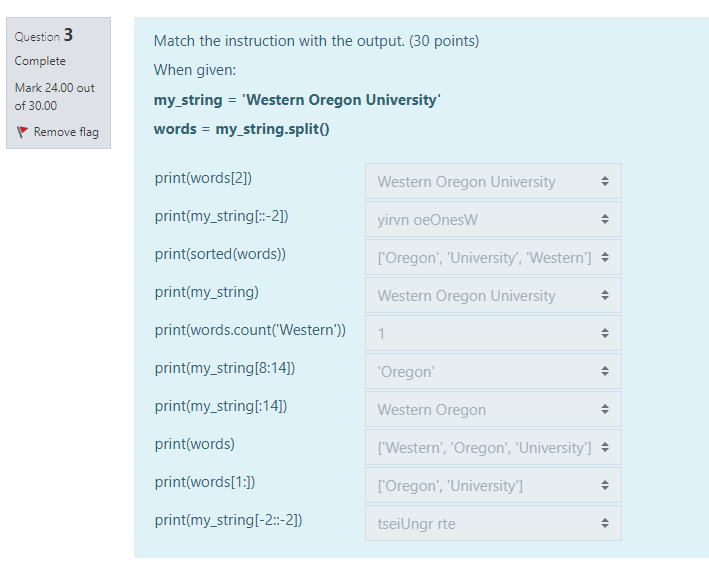 Question 3
Complete
Mark 24.00 out
of 30.00
Remove flag
Match the instruction with the output. (30 points)
When given:
my_string = 'Western Oregon University'
words = my_string.split()
print(words[2]) Western Oregon University
print(my_string[::-2]) yirvn oeOnesW
print(sorted(words)) ['Oregon', 'University', 'Western']
print(my_string) Western Oregon University
print(words.count('Western')) 1
print(my_string[8:14]) 'Oregon'
print(my_string[:14]) Western Oregon
print(words) ['Western', 'Oregon', 'University']
print(words[1:]) ['Oregon', 'University']
print(my_string[-2::-2]) tseiUngr rte